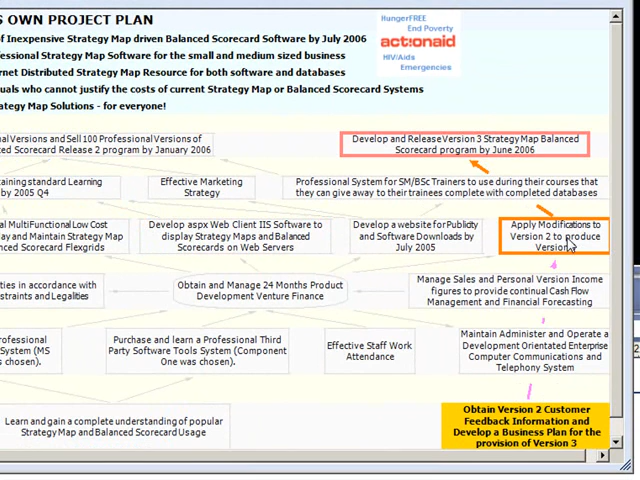 S OWN PROJECT PLAN
of Inexpensive Strategy Map driven Balanced Scorecard Software by July 2006
fessional Strategy Map Software for the small and medium sized business
rnet Distributed Strategy Map Resource for both software and databases
uals who cannot justify the costs of current Strategy Map or Balanced Scorecard Systems
ategy Map Solutions - for everyone!
HungerFREE
End Poverty
actionaid
HIV/Aids
Emergencies
nal Versions and Sell 100 Professional Versions of
ed Scorecard Release 2 program by January 2006
Develop and Release Version 3 Strategy Map Balanced
Scorecard program by June 2006
aining standard Learning
by 2005 Q4
Effective Marketing
Strategy
Professional System for SM/BSc Trainers to use during their courses that
they can give away to their trainees complete with completed databases
al MultiFunctional Low Cost
lay and Maintain Strategy Map
d Scorecard Flexgrids
Develop aspx Web Client IIS Software to
display Strategy Maps and Balanced
Scorecards on Web Servers
Develop a website for Publicity
and Software Downloads by
July 2005
Apply Modifications to
Version 2 to produce
Version
ties in accordance with
straints and Legalities
Obtain and Manage 24 Months Product
Development Venture Finance
Manage Sales and Personal Version Income
figures to provide continual Cash Flow
Management and Financial Forecasting
rofessional
System (MS
s chosen).
Purchase and learn a Professional Third
Party Software Tools System (Component
One was chosen).
Effective Staff Work
Attendance
Maintain Administer and Operate a
Development Orientated Enterprise
Computer Communications and
Telephony System
Learn and gain a complete understanding of popular
Strategy Map and Balanced Scorecard Usage
Obtain Version 2 Customer
Feedback Information and
Develop a Business Plan for the
provision of Version 3